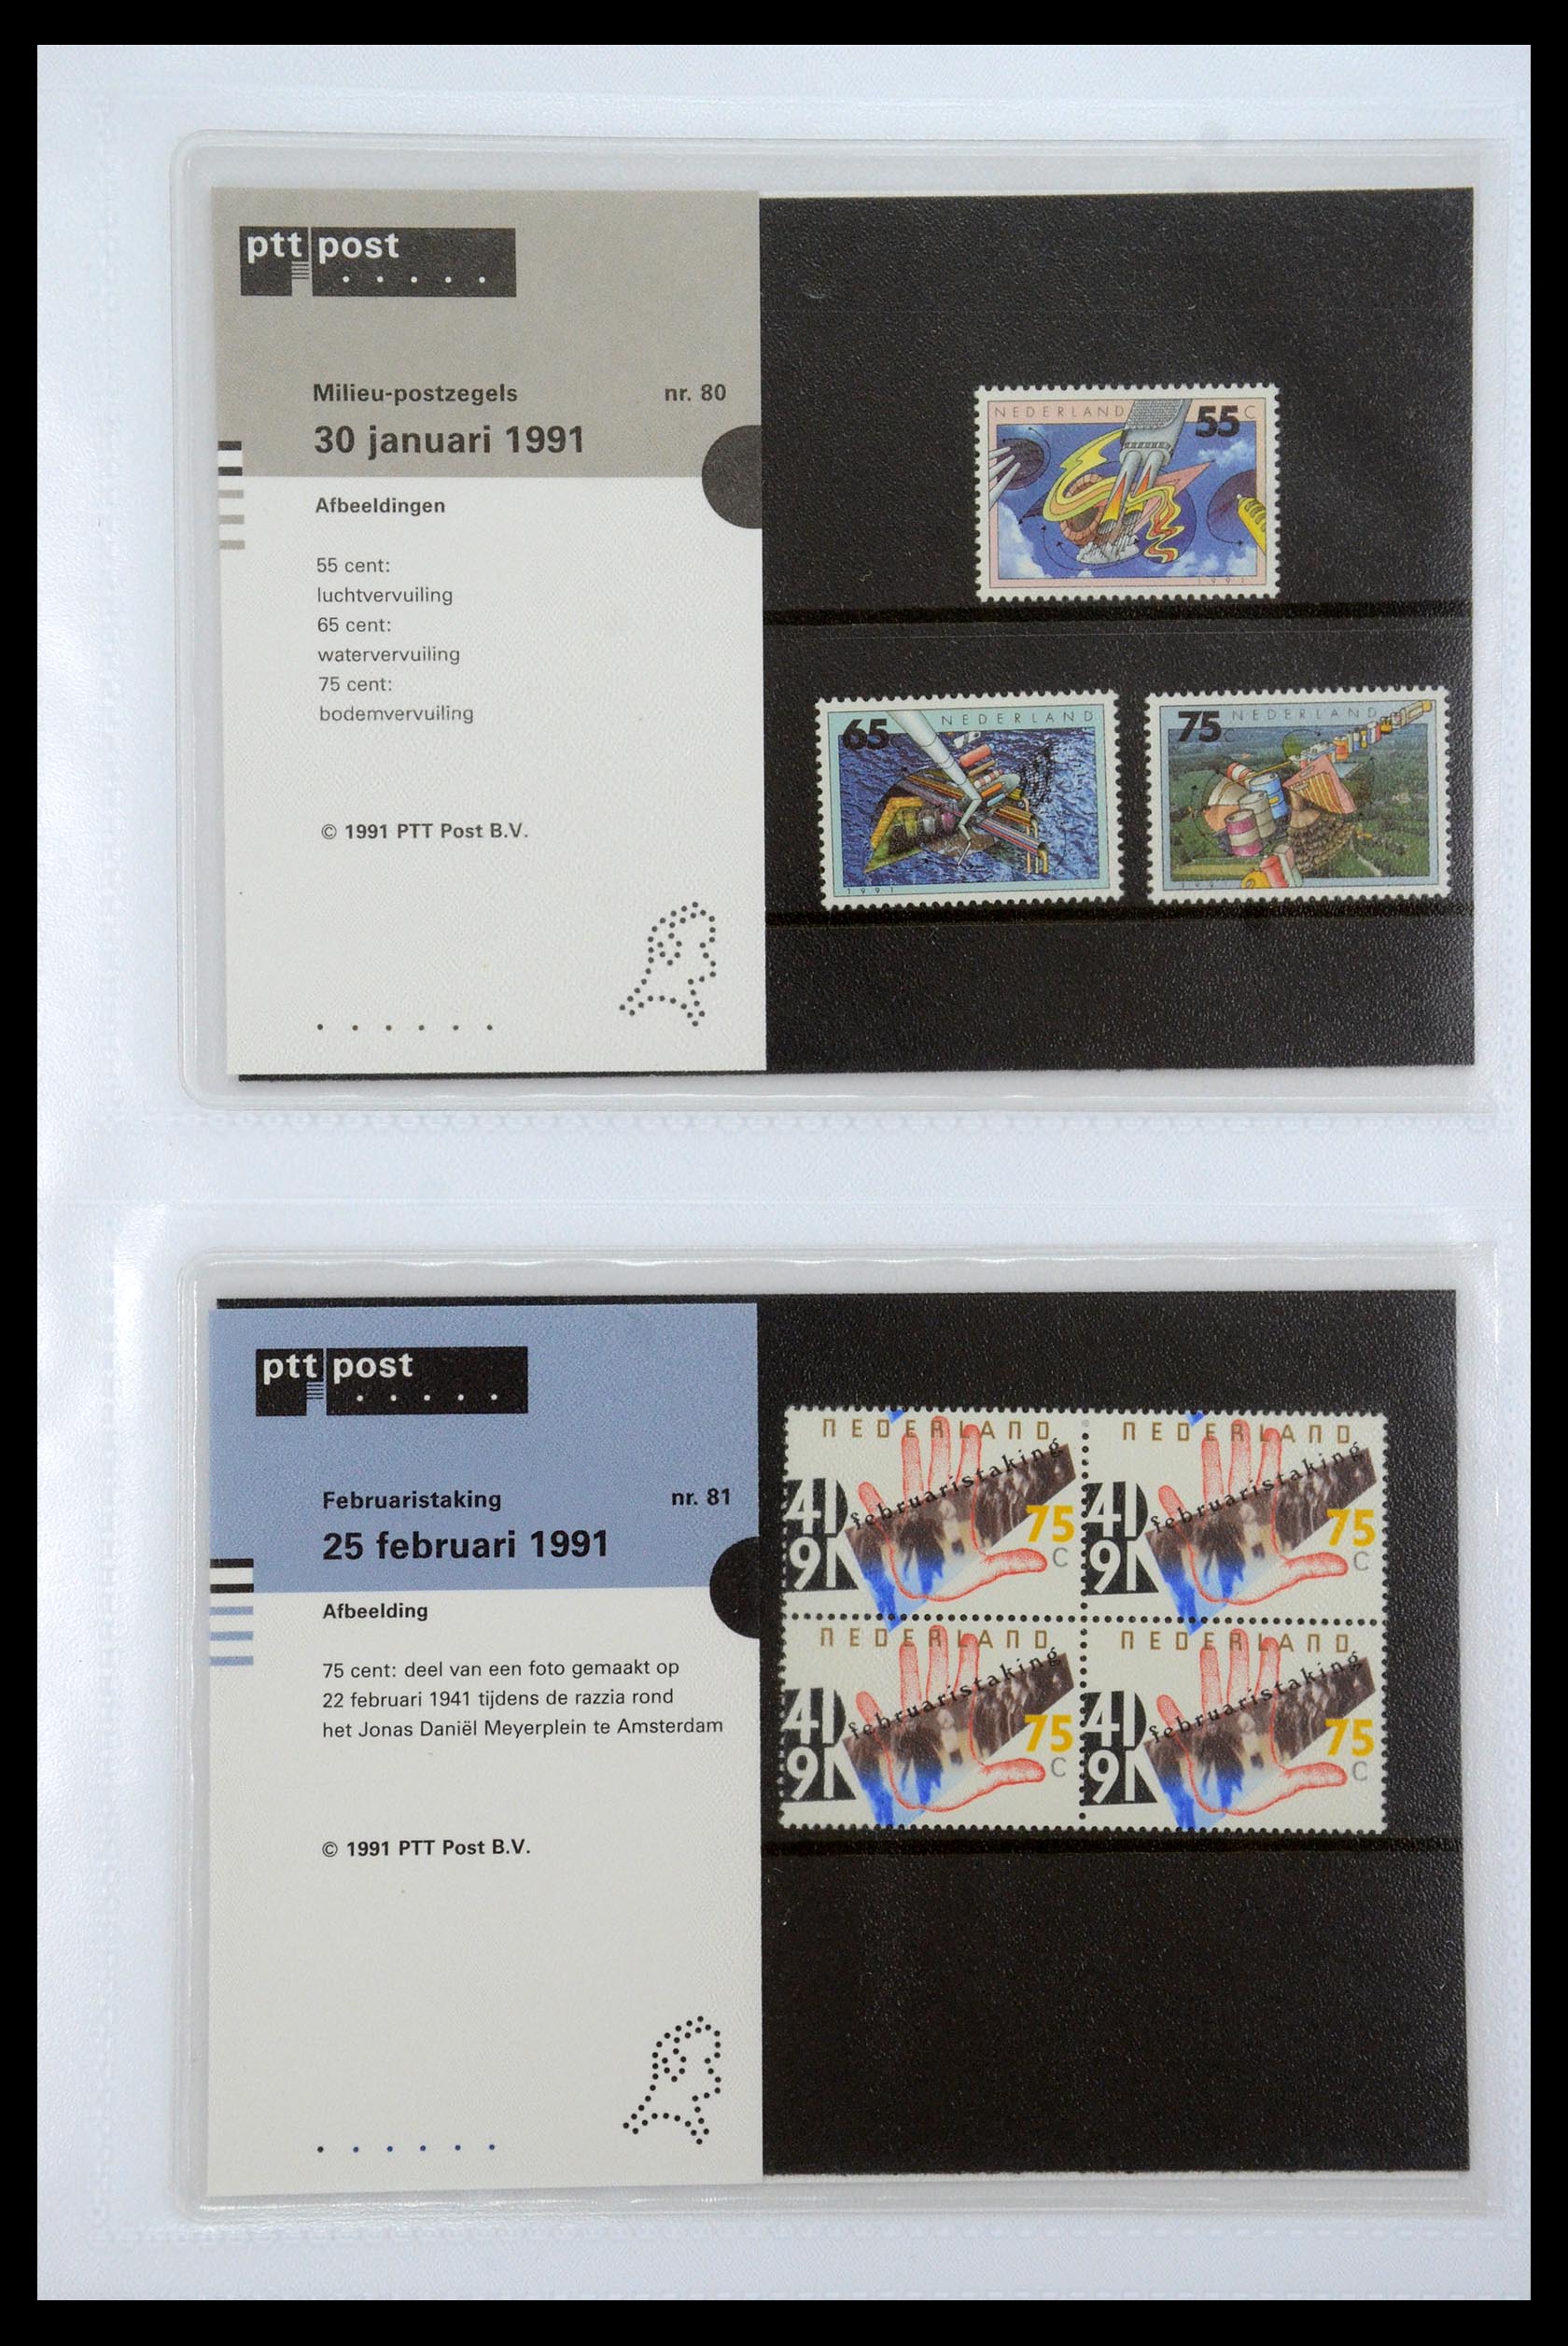 ptt post
Milieu-postzegels nr. 80
30 januari 1991
Afbeeldingen
55 cent:
luchtvervuiling
65 cent:
watervervuiling
75 cent:
bodemvervuiling
© 1991 PTT Post B.V.
NEDERLAND 55 C
1991
65 C NEDERLAND
1991
75 C NEDERLAND
1991
ptt post
Februaristaking nr. 81
25 februari 1991
Afbeelding
75 cent: deel van een foto gemaakt op
22 februari 1941 tijdens de razzia rond
het Jonas Daniël Meyerplein te Amsterdam
© 1991 PTT Post B.V.
NEDERLAND
februaristaking
41
75
91
C
NEDERLAND
februaristaking
41
75
91
C
NEDERLAND
februaristaking
41
75
91
C
NEDERLAND
februaristaking
41
75
91
C